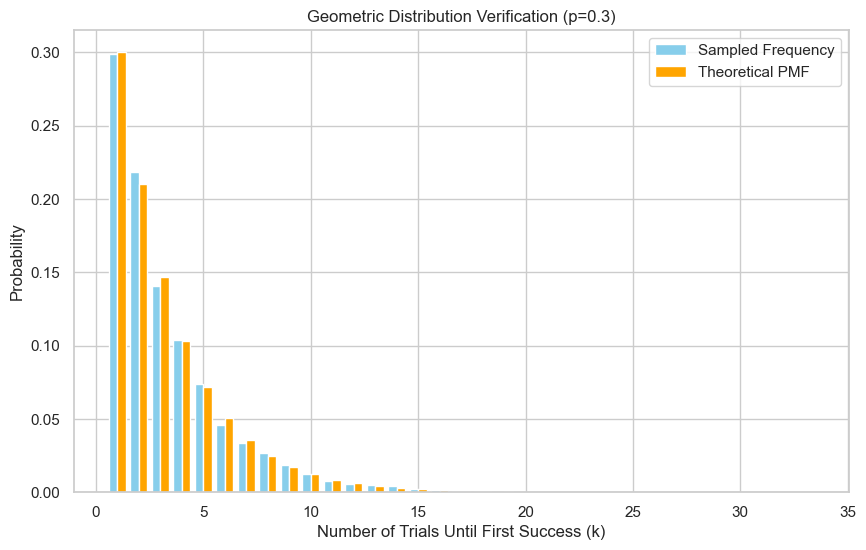 Geometric Distribution Verification (p=0.3)
Sampled Frequency
Theoretical PMF
Probability
0.30
0.25
0.20
0.15
0.10
0.05
0.00
0 5 10 15 20 25 30 35
Number of Trials Until First Success (k)